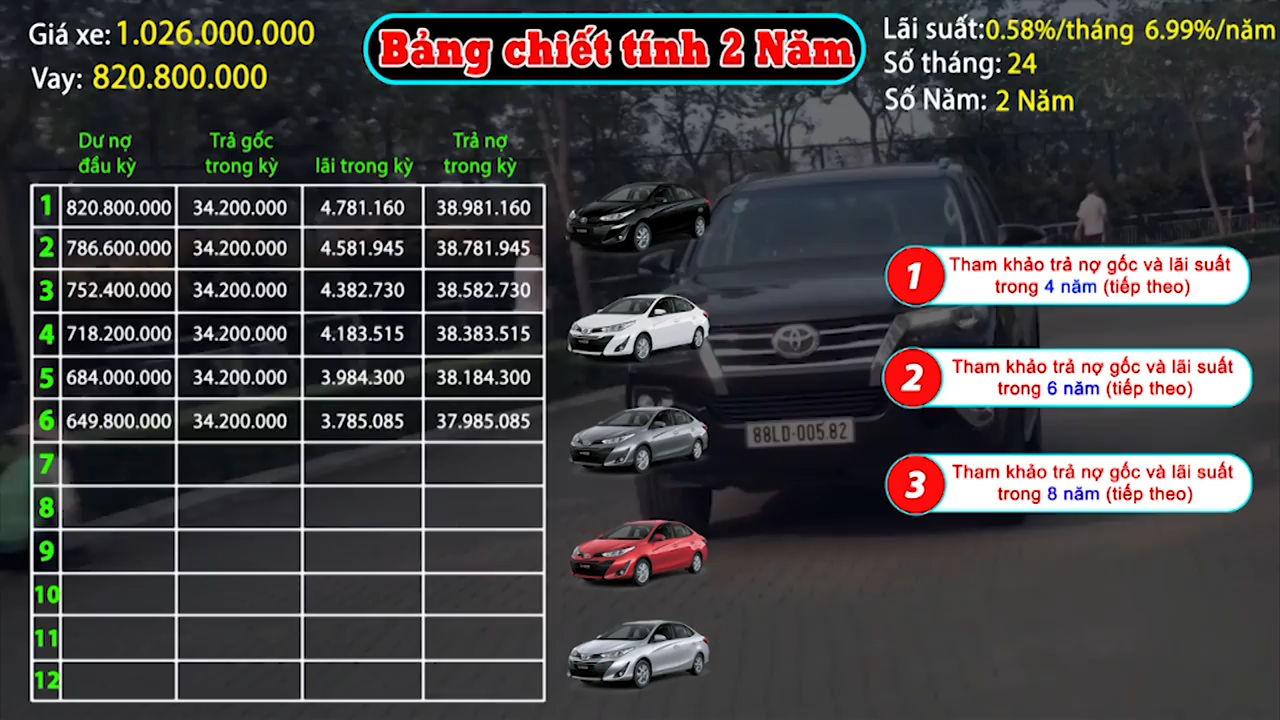 Giá xe: 1.026.000.000
Vay: 820.800.000
Bảng chiết tính 2 Năm
Lãi suất:0.58%/tháng 6.99%/năm
Số tháng: 24
Số Năm: 2 Năm
Dư nợ đầu kỳ Trả gốc trong kỳ lãi trong kỳ Trả nợ trong kỳ
1 820.800.000 34.200.000 4.781.160 38.981.160
2 786.600.000 34.200.000 4.581.945 38.781.945
3 752.400.000 34.200.000 4.382.730 38.582.730
4 718.200.000 34.200.000 4.183.515 38.383.515
5 684.000.000 34.200.000 3.984.300 38.184.300
6 649.800.000 34.200.000 3.785.085 37.985.085
7
8
9
10
11
12
1 Tham khảo trả nợ gốc và lãi suất
trong 4 năm (tiếp theo)
2 Tham khảo trả nợ gốc và lãi suất
trong 6 năm (tiếp theo)
3 Tham khảo trả nợ gốc và lãi suất
trong 8 năm (tiếp theo)
88LD-005.82